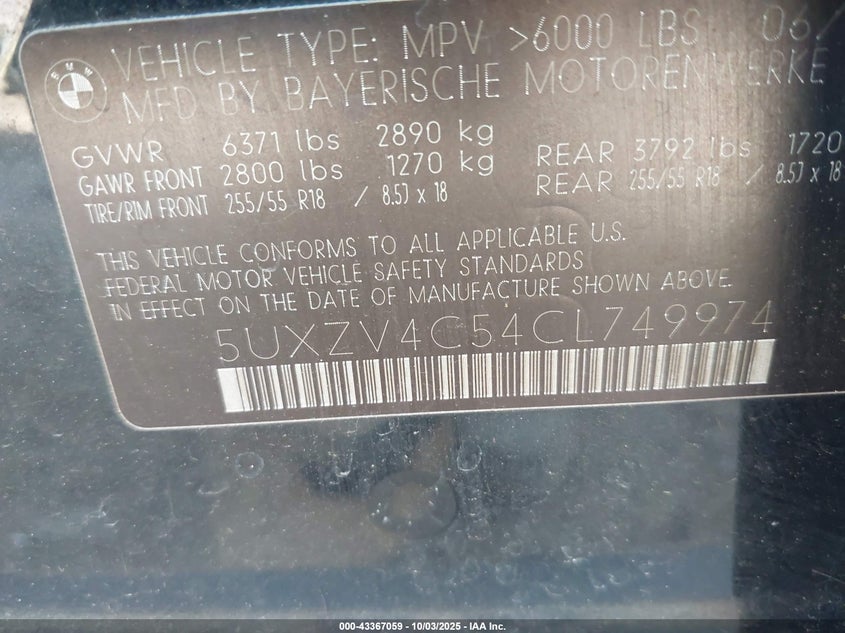 BMW
VEHICLE TYPE: MPV >6000 LBS 06/
MFD BY BAYERISCHE MOTORENWERKE
GVWR 6371 lbs 2890 kg
GAWR FRONT 2800 lbs 1270 kg REAR 3792 lbs 1720
TIRE/RIM FRONT 255/55 R18 / 8.5J x 18 REAR 255/55 R18 / 8.5J x 18
THIS VEHICLE CONFORMS TO ALL APPLICABLE U.S.
FEDERAL MOTOR VEHICLE SAFETY STANDARDS
IN EFFECT ON THE DATE OF MANUFACTURE SHOWN ABOVE.
5UXZV4C54CL749974
000-43367059 - 10/03/2025 - IAA Inc.